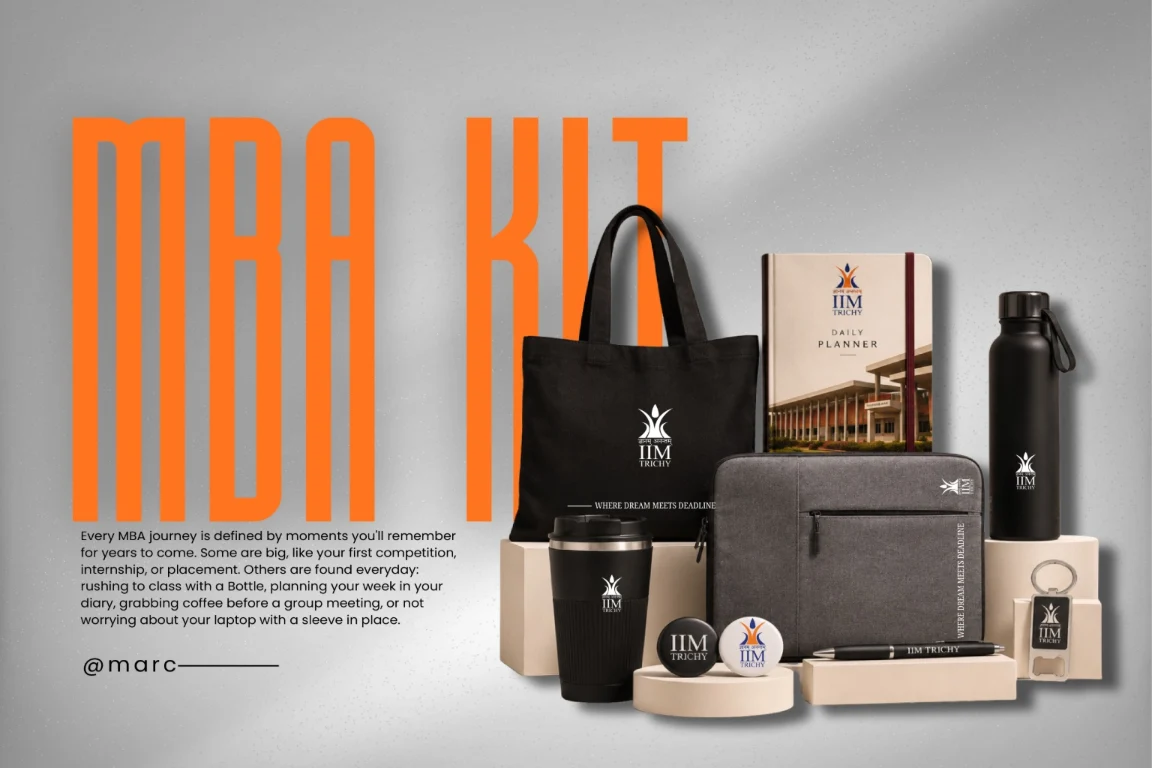 MBA KIT
IIM
TRICHY
DAILY
PLANNER
IIM
TRICHY
WHERE DREAM MEETS DEADLINE
IIM
TRICHY
IIM
WHERE DREAM MEETS DEADLINE
Every MBA journey is defined by moments you'll remember
for years to come. Some are big, like your first competition,
internship, or placement. Others are found everyday:
rushing to class with a Bottle, planning your week in your
diary, grabbing coffee before a group meeting, or not
worrying about your laptop with a sleeve in place.
@marc
IIM
TRICHY
IIM
TRICHY
IIM
TRICHY
IIM TRICHY
IIM
TRICHY